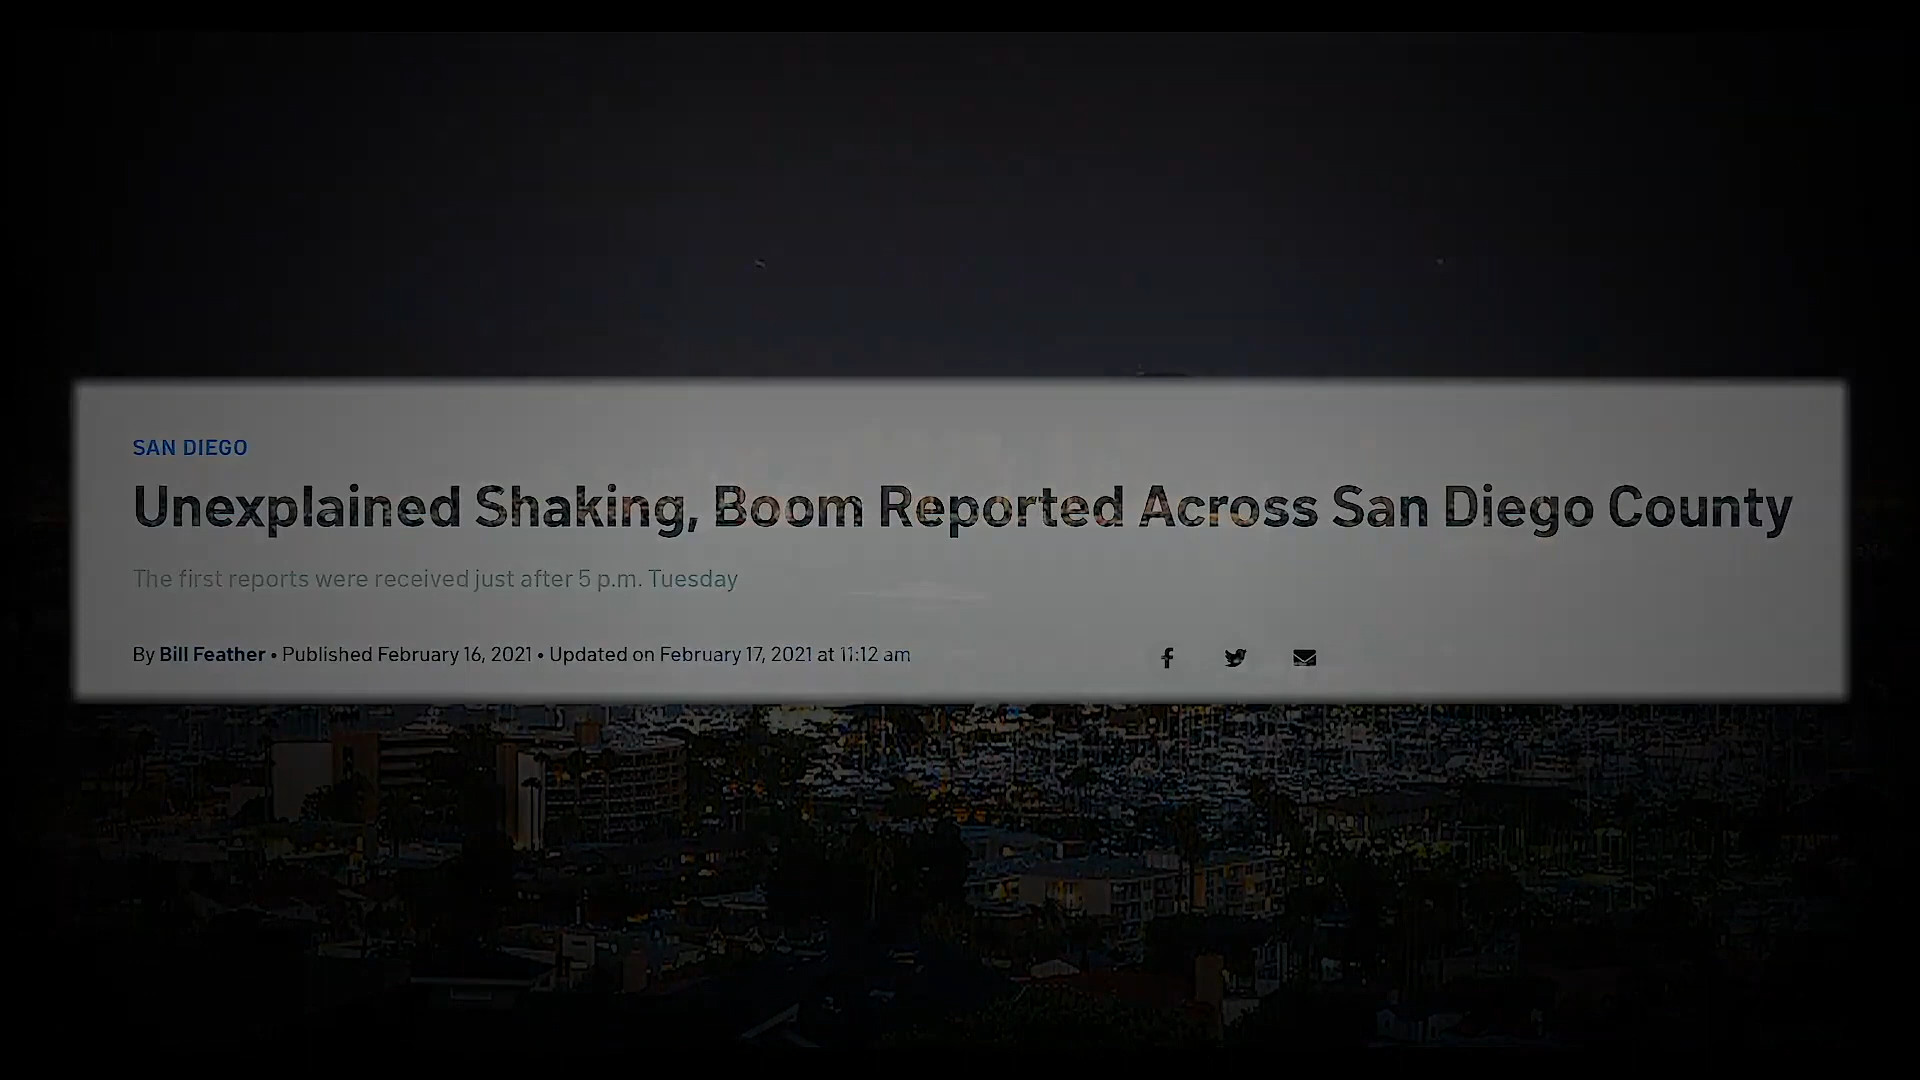 SAN DIEGO
Unexplained Shaking, Boom Reported Across San Diego County
The first reports were received just after 5 p.m. Tuesday
By Bill Feather • Published February 16, 2021 • Updated on February 17, 2021 at 11:12 am